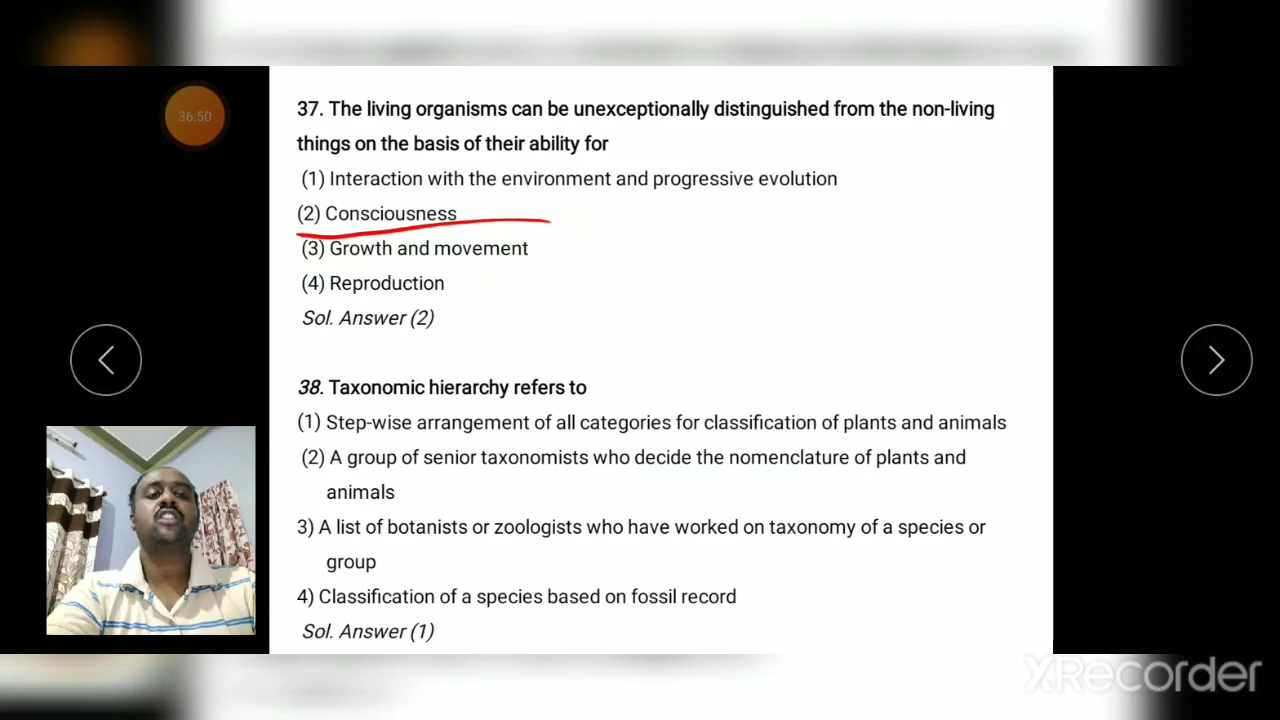 36:50
37. The living organisms can be unexceptionally distinguished from the non-living
things on the basis of their ability for
(1) Interaction with the environment and progressive evolution
(2) Consciousness
(3) Growth and movement
(4) Reproduction
Sol. Answer (2)
38. Taxonomic hierarchy refers to
(1) Step-wise arrangement of all categories for classification of plants and animals
(2) A group of senior taxonomists who decide the nomenclature of plants and
animals
3) A list of botanists or zoologists who have worked on taxonomy of a species or
group
4) Classification of a species based on fossil record
Sol. Answer (1)
XRecorder